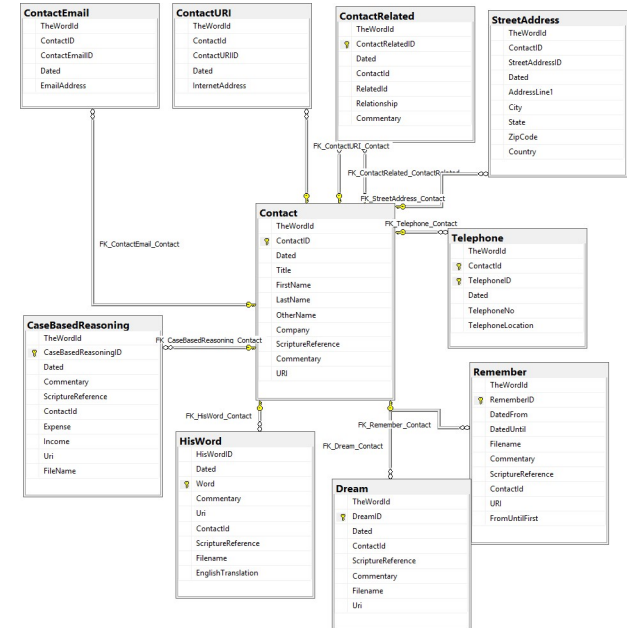 ContactEmail
TheWordId
ContactID
ContactEmailID
Dated
EmailAddress
ContactURI
TheWordId
ContactId
ContactURIID
Dated
InternetAddress
ContactRelated
TheWordId
ContactRelatedID
Dated
ContactId
RelatedId
Relationship
Commentary
StreetAddress
TheWordId
ContactID
StreetAddressID
Dated
AddressLine1
City
State
ZipCode
Country
FK_ContactURI_Contact
FK_ContactRelated_ContactRelated
FK_StreetAddress_Contact
FK_Telephone_Contact
FK_ContactEmail_Contact
Contact
TheWordId
ContactID
Dated
Title
FirstName
LastName
OtherName
Company
ScriptureReference
Commentary
URI
Telephone
TheWordId
ContactId
TelephoneID
Dated
TelephoneNo
TelephoneLocation
CaseBasedReasoning
TheWordId
CaseBasedReasoningID
Dated
Commentary
ScriptureReference
ContactId
Expense
Income
Uri
FileName
FK_CaseBasedReasoning_Contact
FK_HisWord_Contact
FK_Remember_Contact
FK_Dream_Contact
Remember
TheWordId
RememberID
DatedFrom
DatedUntil
Filename
Commentary
ScriptureReference
ContactId
URI
FromUntilFirst
HisWord
HisWordID
Dated
Word
Commentary
Uri
ContactId
ScriptureReference
Filename
EnglishTranslation
Dream
TheWordId
DreamID
Dated
ContactId
ScriptureReference
Commentary
Filename
Uri